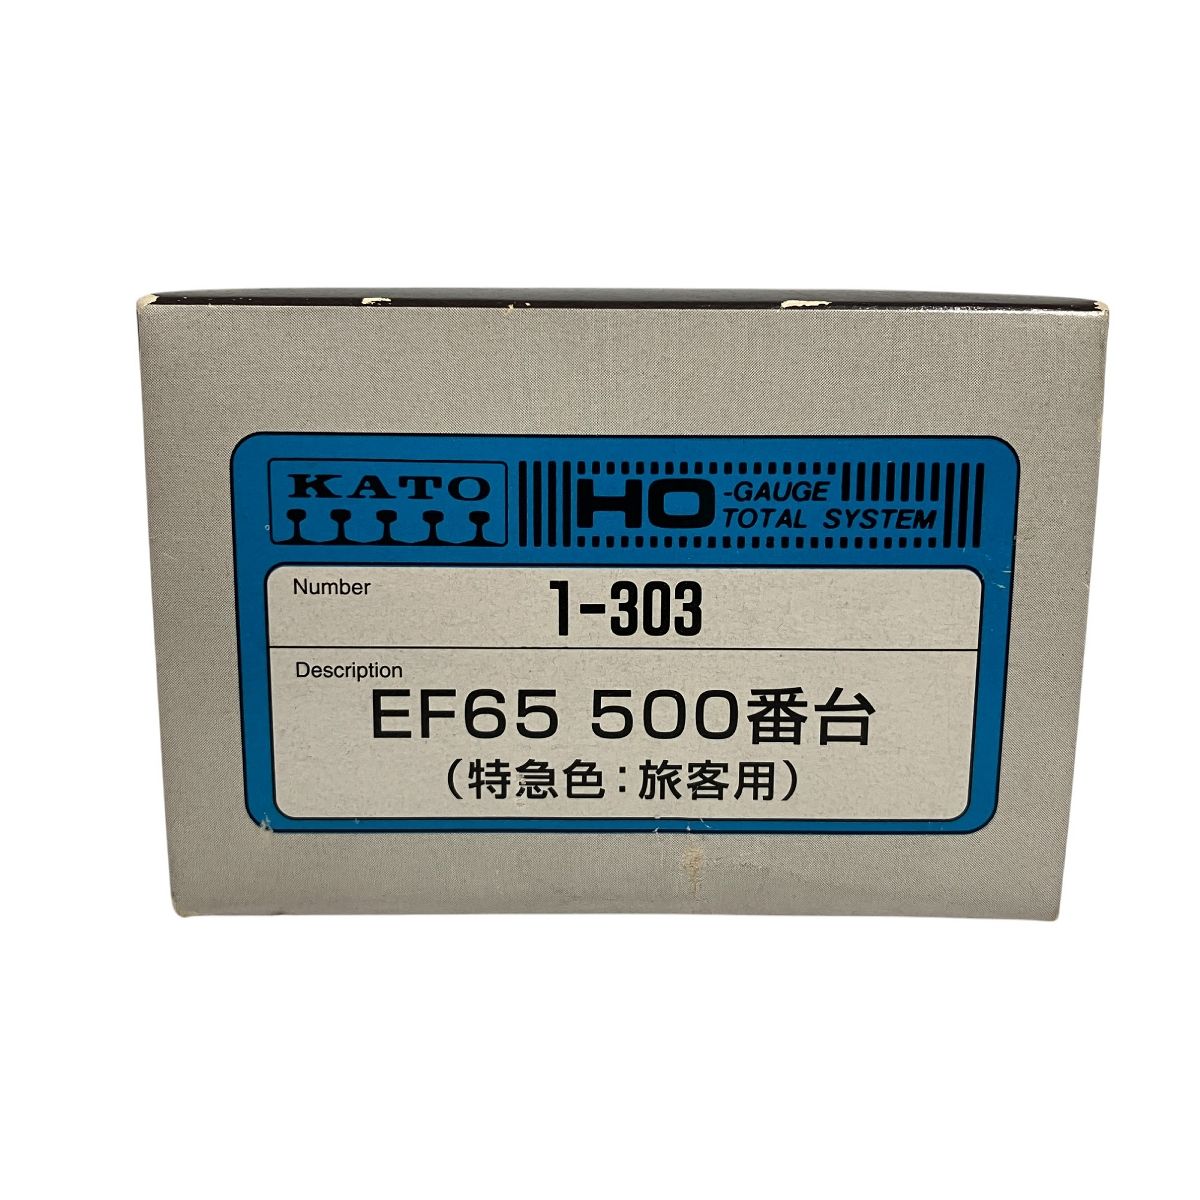 KATO
HO-GAUGE
TOTAL SYSTEM
Number
1-303
Description
EF65 500番台
（特急色：旅客用）